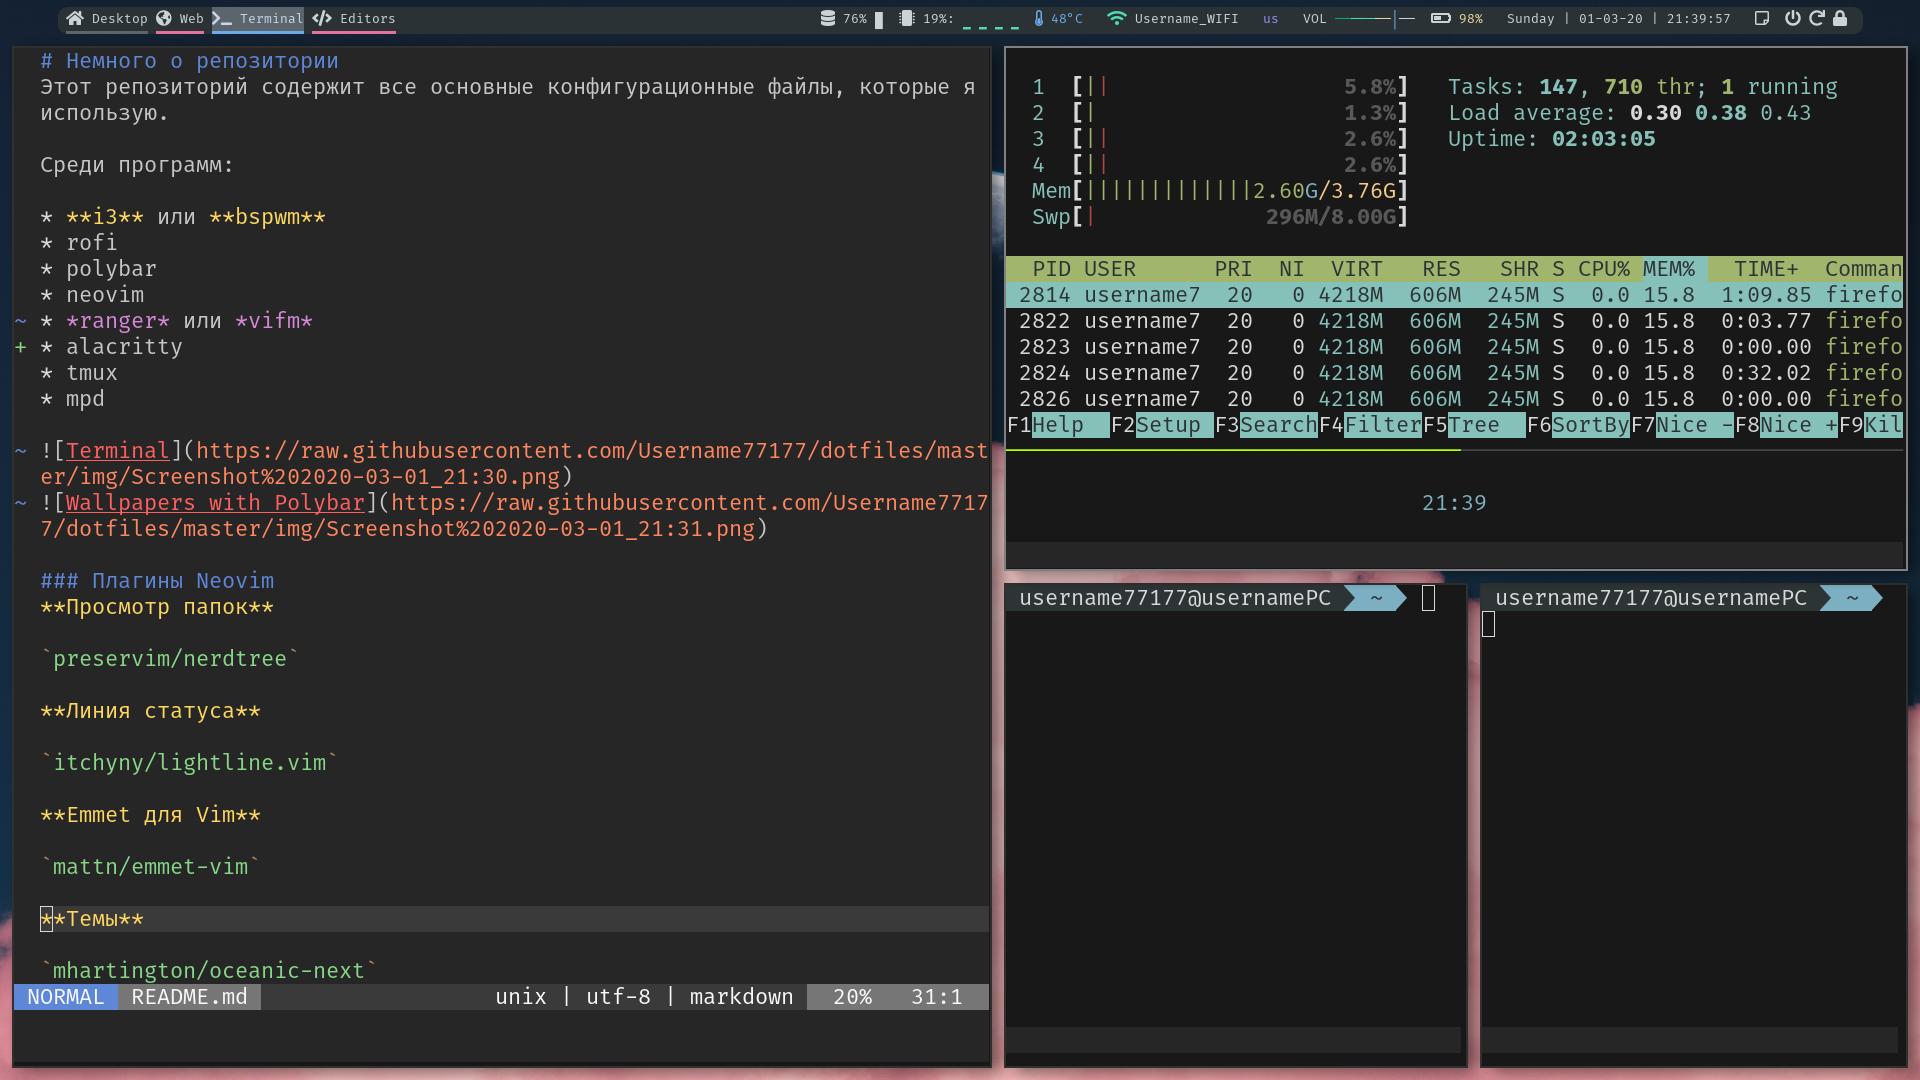 Desktop Web Terminal Editors 76% 19%: 48°C Username_WIFI us VOL 98% Sunday | 01-03-20 | 21:39:57
# Немного о репозитории
Этот репозиторий содержит все основные конфигурационные файлы, которые я
использую.
Среди программ:
* **i3** или **bspwm**
* rofi
* polybar
* neovim
~ * *ranger* или *vifm*
+ * alacritty
* tmux
* mpd
~ ![Terminal](https://raw.githubusercontent.com/Username77177/dotfiles/mast
er/img/Screenshot%202020-03-01_21:30.png)
~ ![Wallpapers with Polybar](https://raw.githubusercontent.com/Username7717
7/dotfiles/master/img/Screenshot%202020-03-01_21:31.png)
### Плагины Neovim
**Просмотр папок**
`preservim/nerdtree`
**Линия статуса**
`itchyny/lightline.vim`
**Emmet для Vim**
`mattn/emmet-vim`
**Темы**
`mhartington/oceanic-next`
NORMAL README.md unix | utf-8 | markdown 20% 31:1
1 [|| 5.8%] Tasks: 147, 710 thr; 1 running
2 [| 1.3%] Load average: 0.30 0.38 0.43
3 [|| 2.6%] Uptime: 02:03:05
4 [|| 2.6%]
Mem[|||||||||||||2.60G/3.76G]
Swp[| 296M/8.00G]
PID USER PRI NI VIRT RES SHR S CPU% MEM% TIME+ Comman
2814 username7 20 0 4218M 606M 245M S 0.0 15.8 1:09.85 firefo
2822 username7 20 0 4218M 606M 245M S 0.0 15.8 0:03.77 firefo
2823 username7 20 0 4218M 606M 245M S 0.0 15.8 0:00.00 firefo
2824 username7 20 0 4218M 606M 245M S 0.0 15.8 0:32.02 firefo
2826 username7 20 0 4218M 606M 245M S 0.0 15.8 0:00.00 firefo
F1Help F2Setup F3SearchF4FilterF5Tree F6SortByF7Nice -F8Nice +F9Kil
21:39
username77177@usernamePC ~
username77177@usernamePC ~